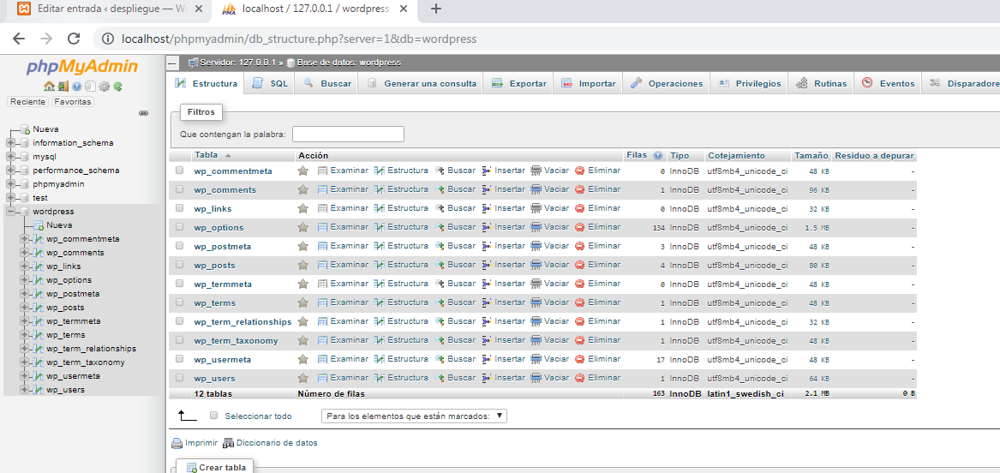 Editar entrada ‹ despliegue — W
localhost / 127.0.0.1 / wordpress
localhost/phpmyadmin/db_structure.php?server=1&db=wordpress
phpMyAdmin
Reciente Favoritas
Nueva
information_schema
mysql
performance_schema
phpmyadmin
test
wordpress
Nueva
wp_commentmeta
wp_comments
wp_links
wp_options
wp_postmeta
wp_posts
wp_termmeta
wp_terms
wp_term_relationships
wp_term_taxonomy
wp_usermeta
wp_users
Servidor: 127.0.0.1 » Base de datos: wordpress
Estructura SQL Buscar Generar una consulta Exportar Importar Operaciones Privilegios Rutinas Eventos Disparadore
Filtros
Que contengan la palabra:
Tabla Acción Filas Tipo Cotejamiento Tamaño Residuo a depurar
wp_commentmeta Examinar Estructura Buscar Insertar Vaciar Eliminar 0 InnoDB utf8mb4_unicode_ci 48 KB -
wp_comments Examinar Estructura Buscar Insertar Vaciar Eliminar 1 InnoDB utf8mb4_unicode_ci 96 KB -
wp_links Examinar Estructura Buscar Insertar Vaciar Eliminar 0 InnoDB utf8mb4_unicode_ci 32 KB -
wp_options Examinar Estructura Buscar Insertar Vaciar Eliminar 134 InnoDB utf8mb4_unicode_ci 1.5 MB -
wp_postmeta Examinar Estructura Buscar Insertar Vaciar Eliminar 3 InnoDB utf8mb4_unicode_ci 48 KB -
wp_posts Examinar Estructura Buscar Insertar Vaciar Eliminar 4 InnoDB utf8mb4_unicode_ci 80 KB -
wp_termmeta Examinar Estructura Buscar Insertar Vaciar Eliminar 0 InnoDB utf8mb4_unicode_ci 48 KB -
wp_terms Examinar Estructura Buscar Insertar Vaciar Eliminar 1 InnoDB utf8mb4_unicode_ci 48 KB -
wp_term_relationships Examinar Estructura Buscar Insertar Vaciar Eliminar 1 InnoDB utf8mb4_unicode_ci 32 KB -
wp_term_taxonomy Examinar Estructura Buscar Insertar Vaciar Eliminar 1 InnoDB utf8mb4_unicode_ci 48 KB -
wp_usermeta Examinar Estructura Buscar Insertar Vaciar Eliminar 17 InnoDB utf8mb4_unicode_ci 48 KB -
wp_users Examinar Estructura Buscar Insertar Vaciar Eliminar 1 InnoDB utf8mb4_unicode_ci 64 KB -
12 tablas Número de filas 163 InnoDB latin1_swedish_ci 2.1 MB 0 B
Seleccionar todo Para los elementos que están marcados:
Imprimir Diccionario de datos
Crear tabla